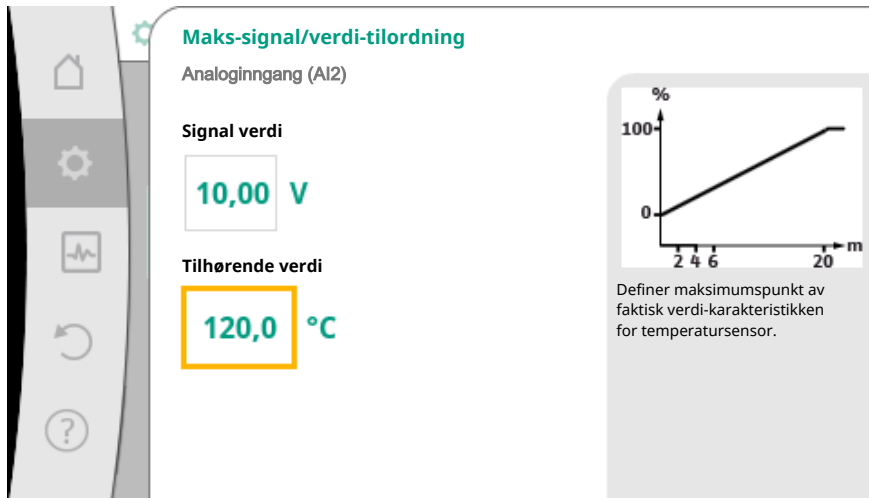 Maks-signal/verdi-tilordning
Analoginngang (AI2)
Signal verdi
10,00 V
Tilhørende verdi
120,0 °C
%
100
0
2 4 6 20 m
Definer maksimumspunkt av
faktisk verdi-karakteristikken
for temperatursensor.
?